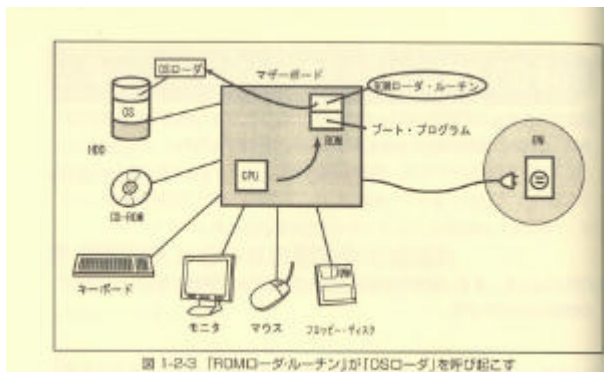 OSローダ
マザーボード
ROMローダ・ルーチン
OS
ブート・プログラム
ROM
ON
HDD
CPU
CD-ROM
キーボード
モニタ
マウス
フロッピー・ディスク
図 1-2-3 「ROMローダ・ルーチン」が「OSローダ」を呼び起こす